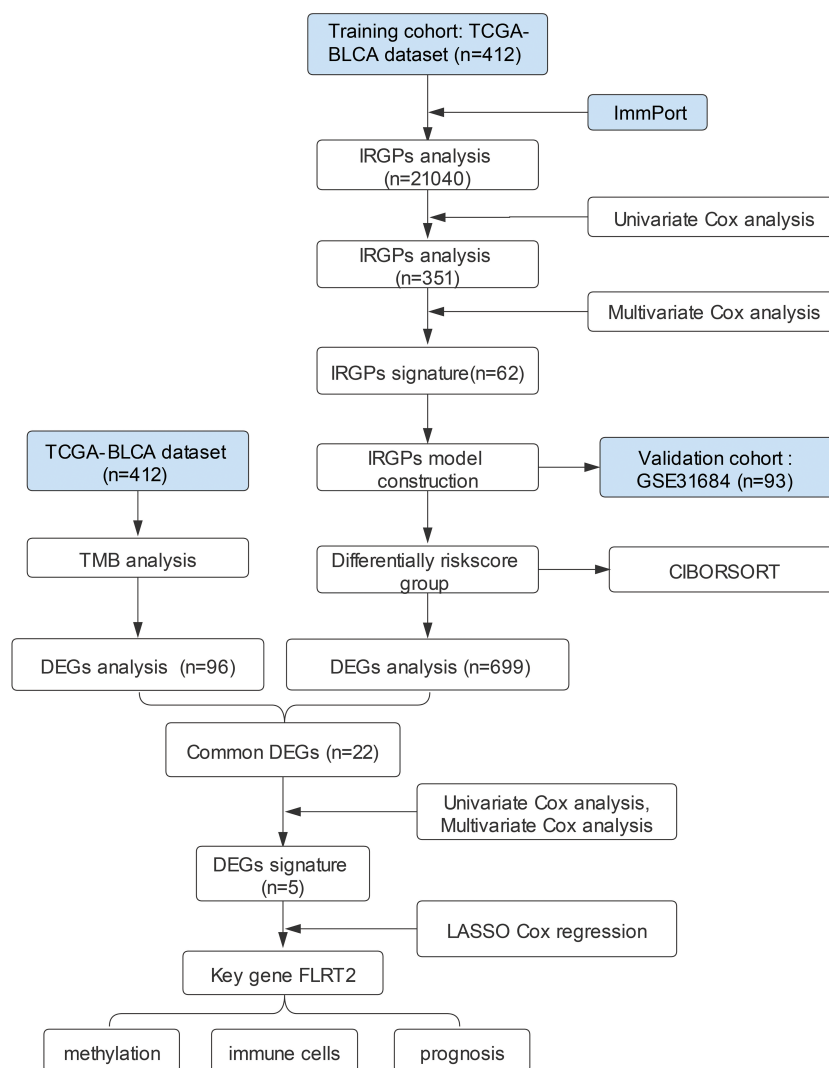 Training cohort: TCGA-
BLCA dataset (n=412)
ImmPort
IRGPs analysis
(n=21040)
Univariate Cox analysis
IRGPs analysis
(n=351)
Multivariate Cox analysis
IRGPs signature(n=62)
TCGA-BLCA dataset
(n=412)
IRGPs model
construction
Validation cohort :
GSE31684 (n=93)
TMB analysis
Differentially riskscore
group
CIBORSORT
DEGs analysis (n=96)
DEGs analysis (n=699)
Common DEGs (n=22)
Univariate Cox analysis,
Multivariate Cox analysis
DEGs signature
(n=5)
LASSO Cox regression
Key gene FLRT2
methylation
immune cells
prognosis